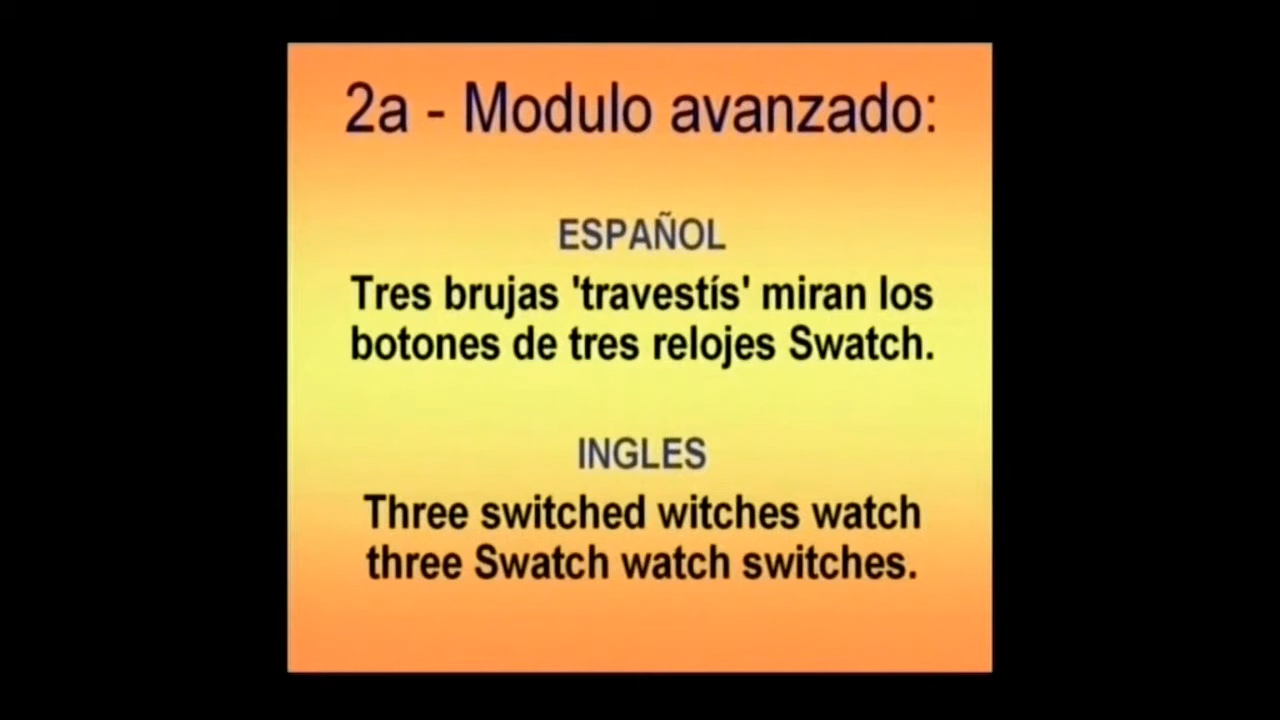 2a - Modulo avanzado:
ESPAÑOL
Tres brujas 'travestís' miran los
botones de tres relojes Swatch.
INGLES
Three switched witches watch
three Swatch watch switches.